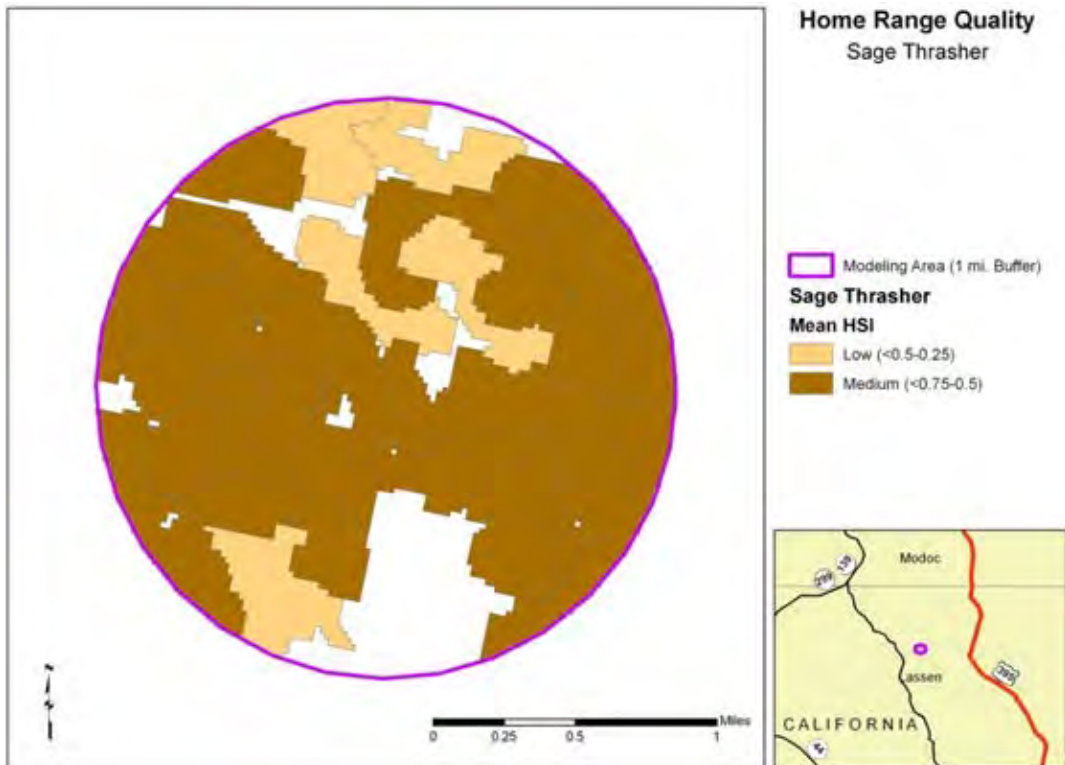 Home Range Quality
Sage Thrasher
Modeling Area (1 mi. Buffer)
Sage Thrasher
Mean HSI
Low (<0.5-0.25)
Medium (<0.75-0.5)
N
Miles
0 0.25 0.5 1
Modoc
299
139
assen
395
CALIFORNIA
44